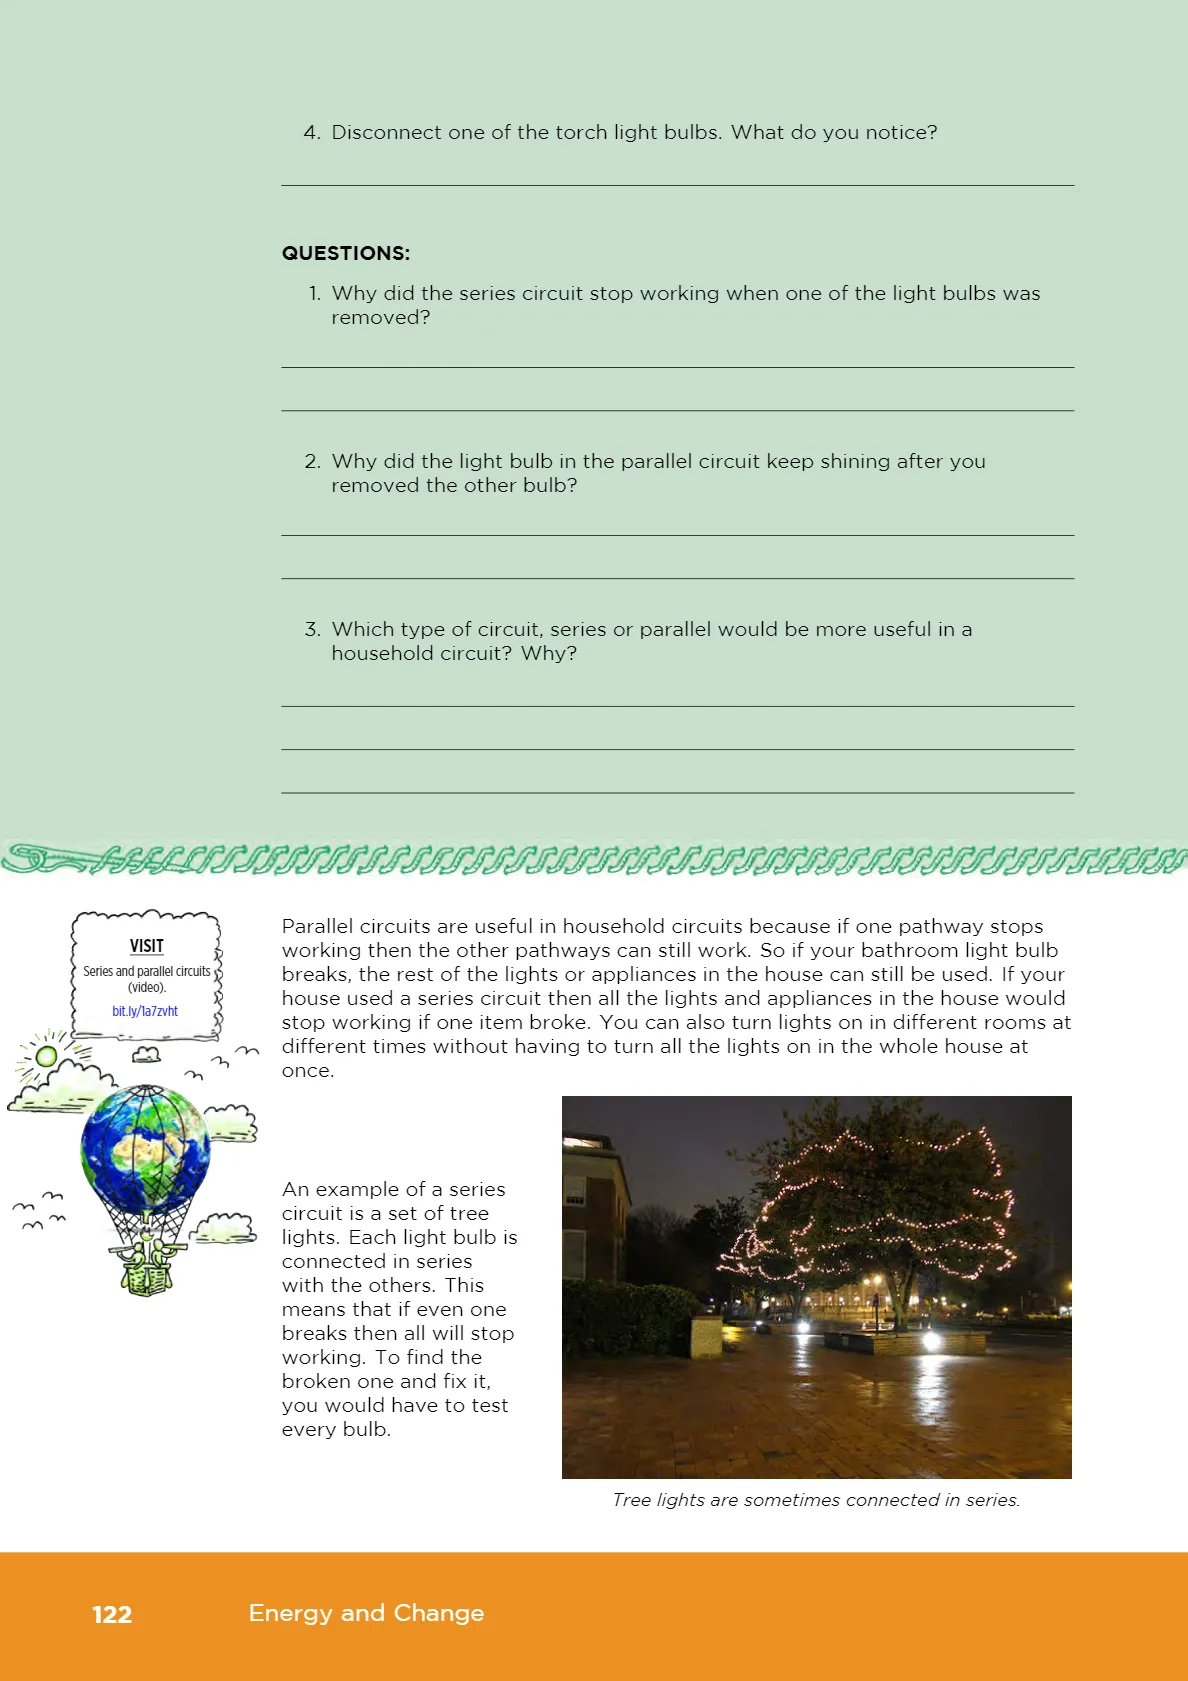 4. Disconnect one of the torch light bulbs. What do you notice?
QUESTIONS:
1. Why did the series circuit stop working when one of the light bulbs was
removed?
2. Why did the light bulb in the parallel circuit keep shining after you
removed the other bulb?
3. Which type of circuit, series or parallel would be more useful in a
household circuit? Why?
VISIT
Series and parallel circuits
(video).
bit.ly/1a7zvht
Parallel circuits are useful in household circuits because if one pathway stops
working then the other pathways can still work. So if your bathroom light bulb
breaks, the rest of the lights or appliances in the house can still be used. If your
house used a series circuit then all the lights and appliances in the house would
stop working if one item broke. You can also turn lights on in different rooms at
different times without having to turn all the lights on in the whole house at
once.
An example of a series
circuit is a set of tree
lights. Each light bulb is
connected in series
with the others. This
means that if even one
breaks then all will stop
working. To find the
broken one and fix it,
you would have to test
every bulb.
Tree lights are sometimes connected in series.
122
Energy and Change